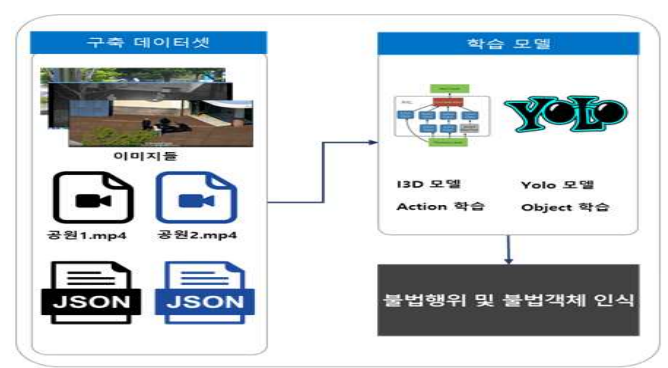 구축 데이터셋
이미지들
공원1.mp4
공원2.mp4
JSON
JSON
학습 모델
YOLO
I3D 모델
Action 학습
Yolo 모델
Object 학습
불법행위 및 불법객체 인식